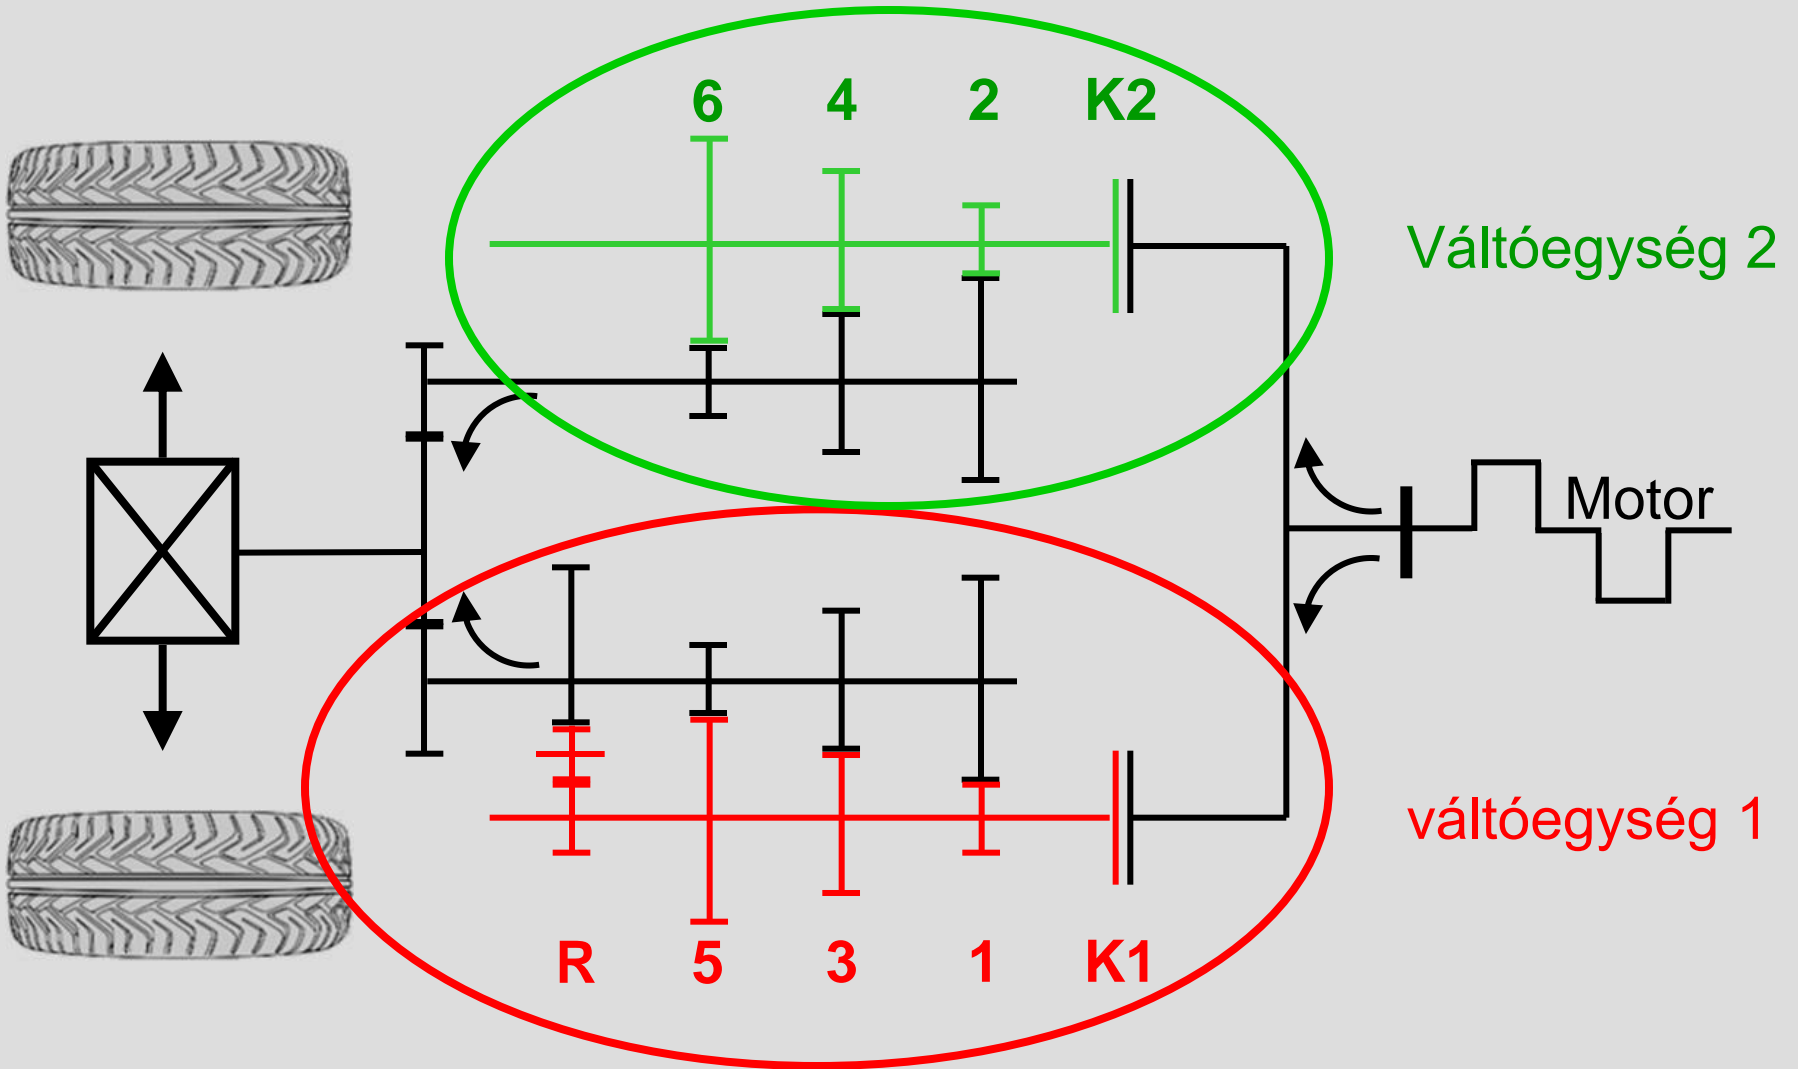 6 4 2 K2
Váltóegység 2
Motor
váltóegység 1
R 5 3 1 K1